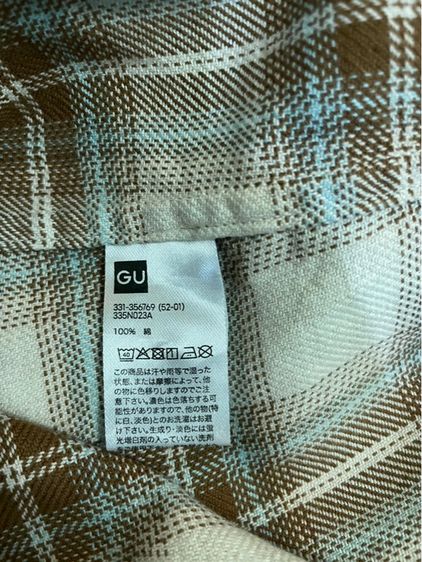 GU
331-356769 (52-01)
335N023A
100% 綿
40
この商品は汗や雨等で湿った
状態、または摩擦によって、他
の物に色移りしますのでご注
意下さい。濃色は色落ちする可
能性がありますので、他の物(特
に白、淡色)とのお洗濯はお避
け下さい。生成り・淡色には蛍
光増白剤の入っていない洗剤